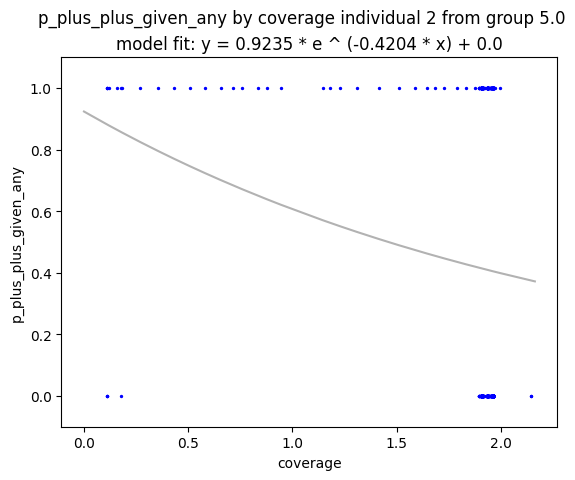 p_plus_plus_given_any by coverage individual 2 from group 5.0
model fit: y = 0.9235 * e ^ (-0.4204 * x) + 0.0
1.0
0.8
0.6
0.4
0.2
0.0
p_plus_plus_given_any
0.0 0.5 1.0 1.5 2.0
coverage